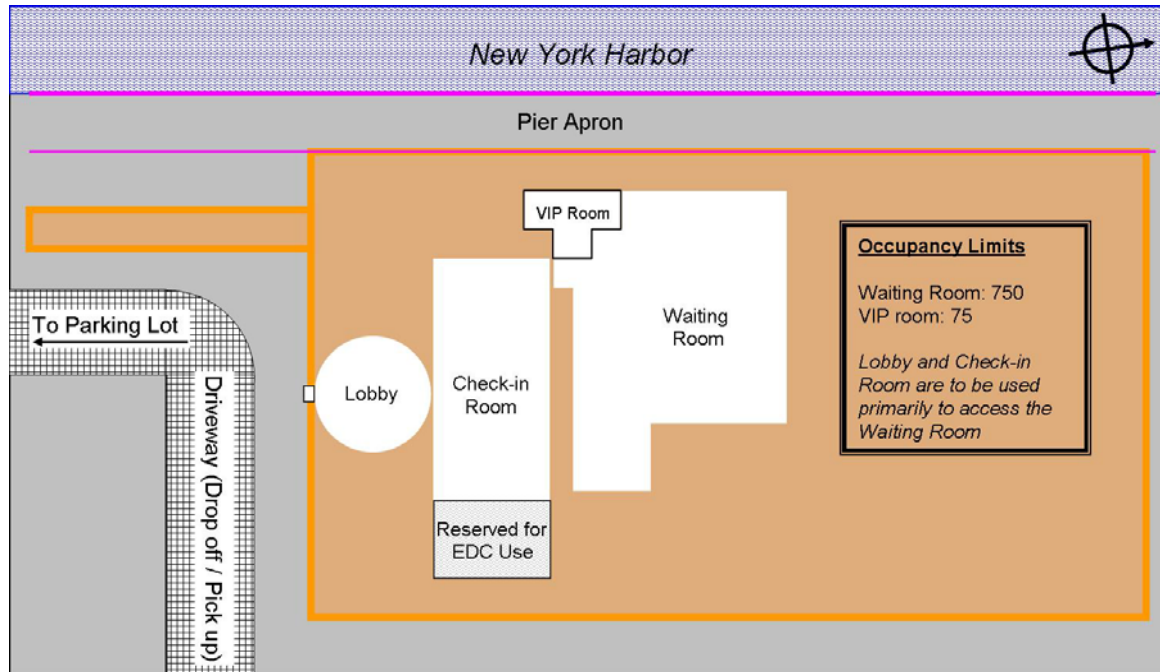 New York Harbor
Pier Apron
VIP Room
Occupancy Limits
Waiting Room: 750
VIP room: 75
Lobby and Check-in
Room are to be used
primarily to access the
Waiting Room
To Parking Lot
Waiting
Room
Lobby
Check-in
Room
Driveway (Drop off / Pick up)
Reserved for
EDC Use